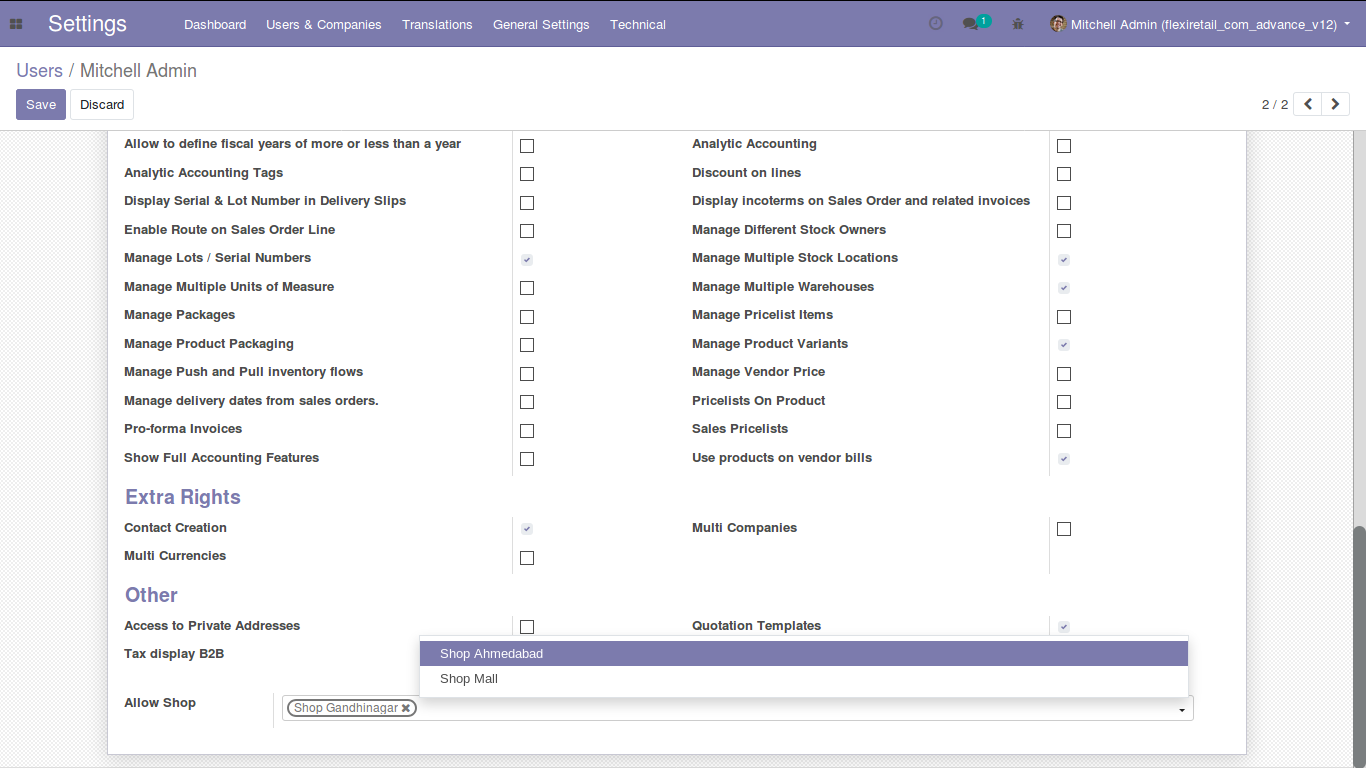 Settings Dashboard Users & Companies Translations General Settings Technical 1 Mitchell Admin (flexiretail_com_advance_v12)
Users / Mitchell Admin
Save Discard 2 / 2
Allow to define fiscal years of more or less than a year Analytic Accounting
Analytic Accounting Tags Discount on lines
Display Serial & Lot Number in Delivery Slips Display incoterms on Sales Order and related invoices
Enable Route on Sales Order Line Manage Different Stock Owners
Manage Lots / Serial Numbers Manage Multiple Stock Locations
Manage Multiple Units of Measure Manage Multiple Warehouses
Manage Packages Manage Pricelist Items
Manage Product Packaging Manage Product Variants
Manage Push and Pull inventory flows Manage Vendor Price
Manage delivery dates from sales orders. Pricelists On Product
Pro-forma Invoices Sales Pricelists
Show Full Accounting Features Use products on vendor bills
Extra Rights
Contact Creation Multi Companies
Multi Currencies
Other
Access to Private Addresses Quotation Templates
Tax display B2B Shop Ahmedabad
Shop Mall
Allow Shop Shop Gandhinagar